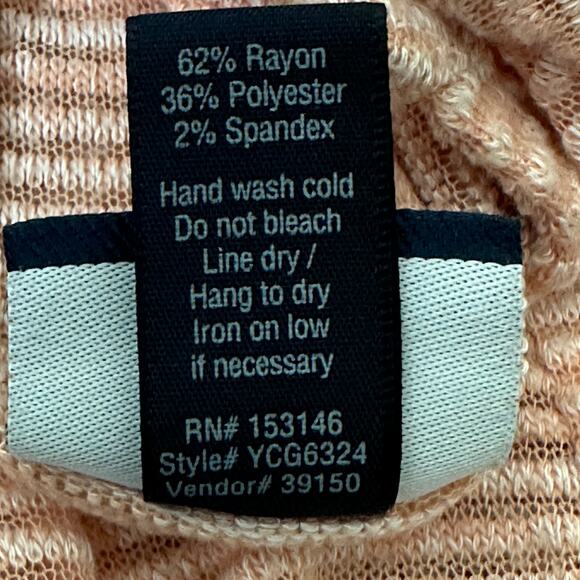 62% Rayon
36% Polyester
2% Spandex
Hand wash cold
Do not bleach
Line dry /
Hang to dry
Iron on low
if necessary
RN# 153146
Style# YCG6324
Vendor# 39150